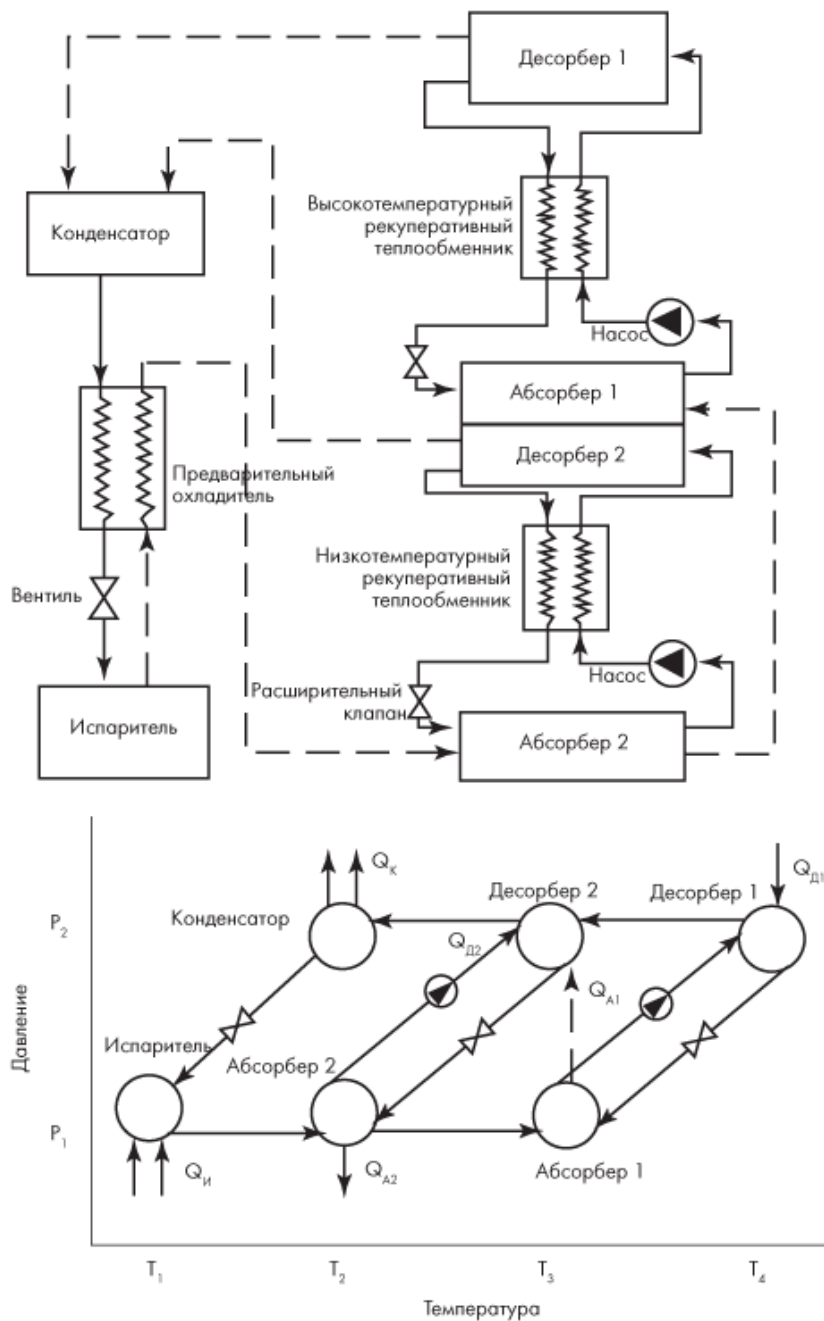 Десорбер 1
Высокотемпературный
рекуперативный
теплообменник
Конденсатор
Насос
Абсорбер 1
Десорбер 2
Предварительный
охладитель
Низкотемпературный
рекуперативный
теплообменник
Вентиль
Насос
Расширительный
клапан
Испаритель
Абсорбер 2
Q К
Q Д1
Десорбер 2
Десорбер 1
Конденсатор
P 2
Q Д2
Q А1
Давление
Испаритель
Абсорбер 2
P 1
Абсорбер 1
Q И
Q А2
T 1
T 2
T 3
T 4
Температура